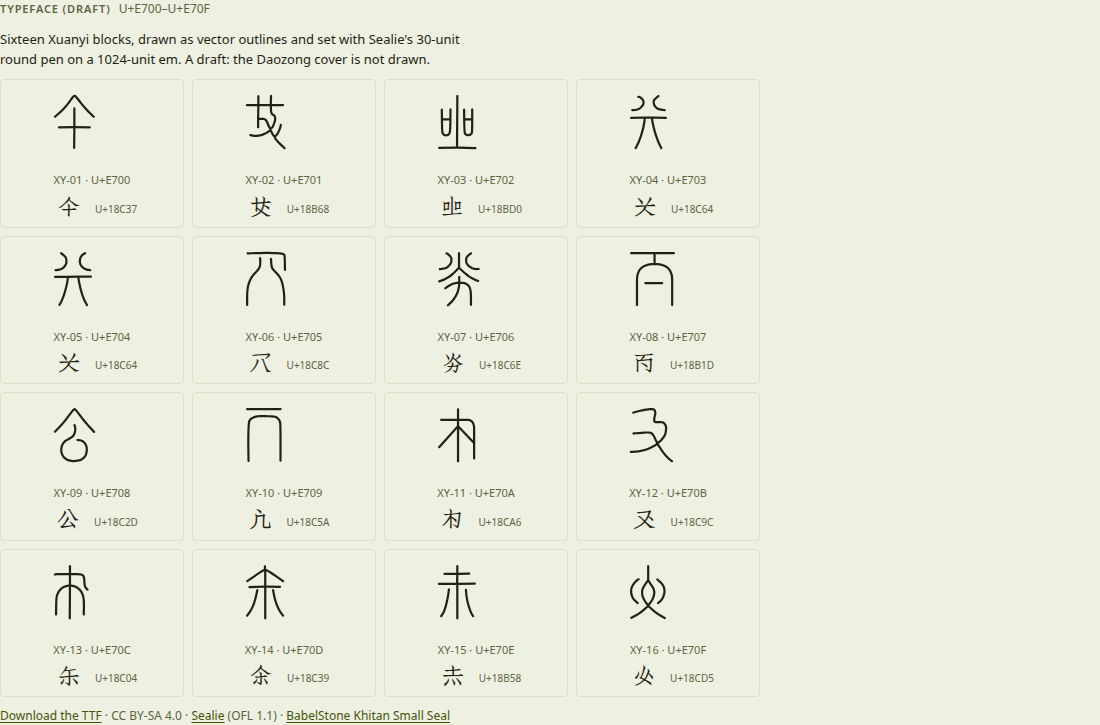 TYPEFACE (DRAFT) U+E700–U+E70F
Sixteen Xuanyi blocks, drawn as vector outlines and set with Sealie's 30-unit
round pen on a 1024-unit em. A draft: the Daozong cover is not drawn.
XY-01 · U+E700
𘰷 U+18C37
XY-02 · U+E701
𘭨 U+18B68
XY-03 · U+E702
𘯐 U+18BD0
XY-04 · U+E703
𘱤 U+18C64
XY-05 · U+E704
𘱤 U+18C64
XY-06 · U+E705
𘲌 U+18C8C
XY-07 · U+E706
𘱮 U+18C6E
XY-08 · U+E707
𘬝 U+18B1D
XY-09 · U+E708
𘰭 U+18C2D
XY-10 · U+E709
𘱚 U+18C5A
XY-11 · U+E70A
𘲦 U+18CA6
XY-12 · U+E70B
𘲜 U+18C9C
XY-13 · U+E70C
𘰄 U+18C04
XY-14 · U+E70D
𘰹 U+18C39
XY-15 · U+E70E
𘭘 U+18B58
XY-16 · U+E70F
𘳕 U+18CD5
Download the TTF · CC BY-SA 4.0 · Sealie (OFL 1.1) · BabelStone Khitan Small Seal